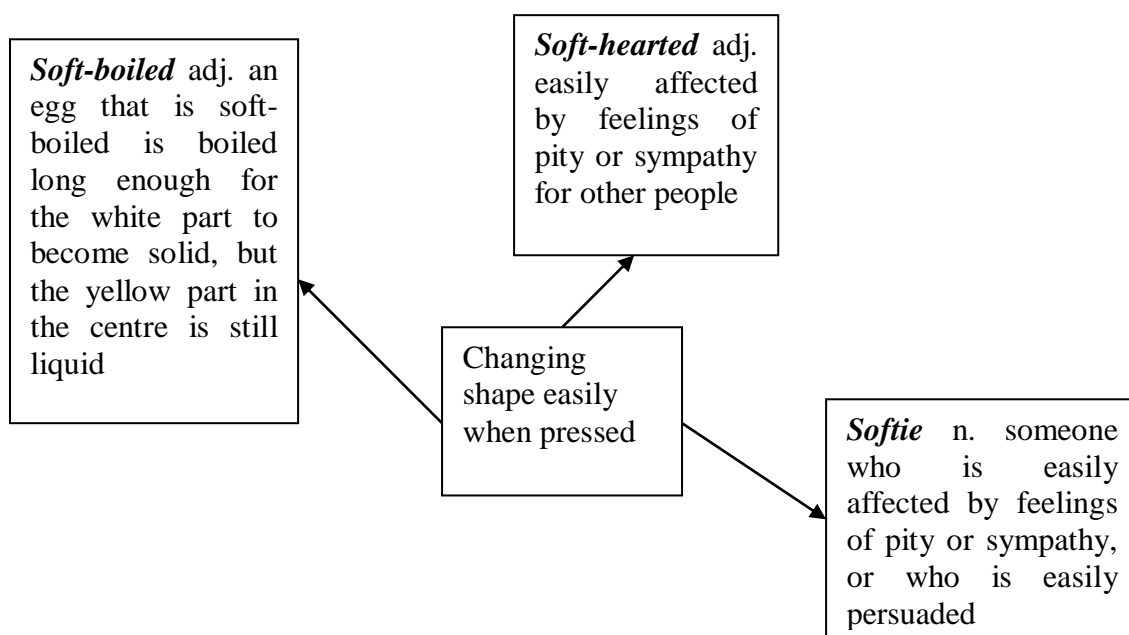 Soft-boiled adj. an
egg that is soft-
boiled is boiled
long enough for
the white part to
become solid, but
the yellow part in
the centre is still
liquid
Soft-hearted adj.
easily affected
by feelings of
pity or sympathy
for other people
Changing
shape easily
when pressed
Softie n. someone
who is easily
affected by feelings
of pity or sympathy,
or who is easily
persuaded